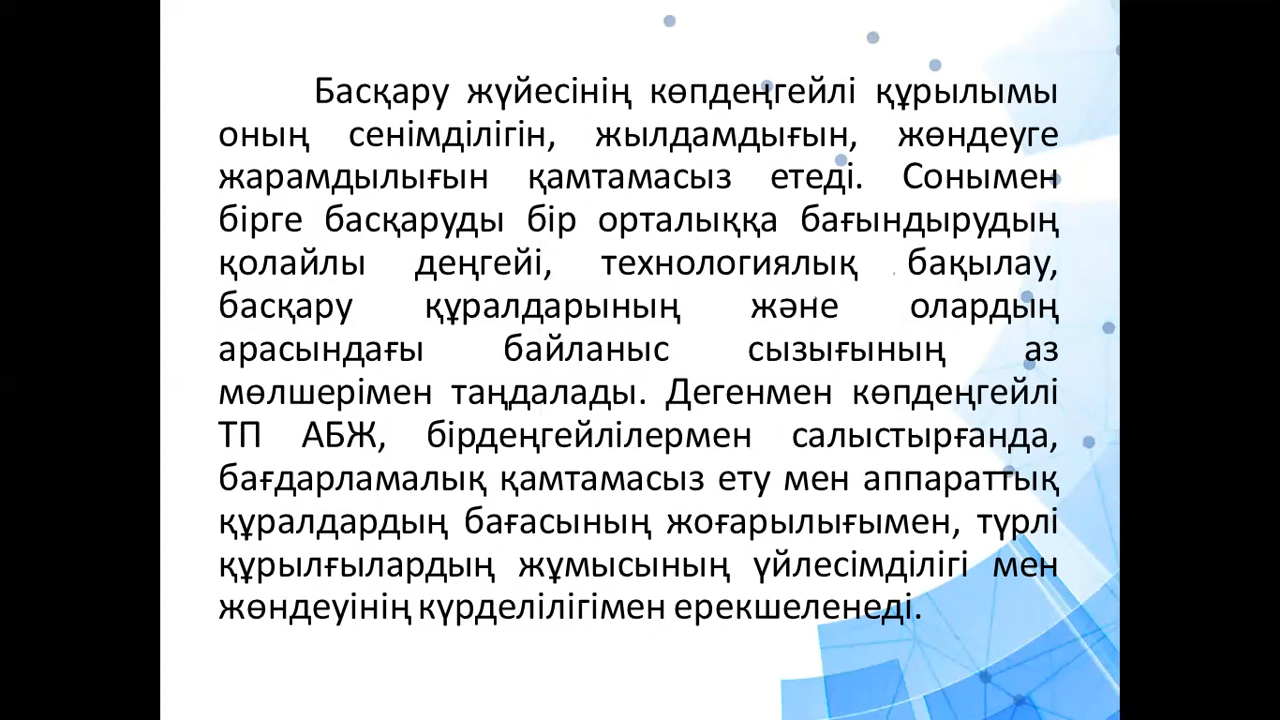 Басқару жүйесінің көпдеңгейлі құрылымы
оның сенімділігін, жылдамдығын, жөндеуге
жарамдылығын қамтамасыз етеді. Сонымен
бірге басқаруды бір орталыққа бағындырудың
қолайлы деңгейі, технологиялық бақылау,
басқару құралдарының және олардың
арасындағы байланыс сызығының аз
мөлшерімен таңдалады. Дегенмен көпдеңгейлі
ТП АБЖ, бірдеңгейлілермен салыстырғанда,
бағдарламалық қамтамасыз ету мен аппараттық
құралдардың бағасының жоғарылығымен, түрлі
құрылғылардың жұмысының үйлесімділігі мен
жөндеуінің күрделілігімен ерекшеленеді.